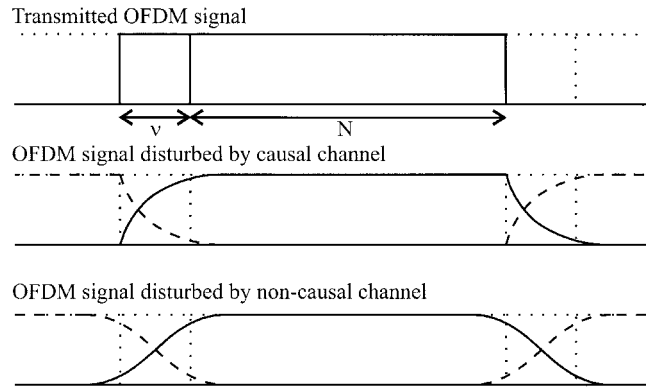 Transmitted OFDM signal
ν
N
OFDM signal disturbed by causal channel
OFDM signal disturbed by non-causal channel